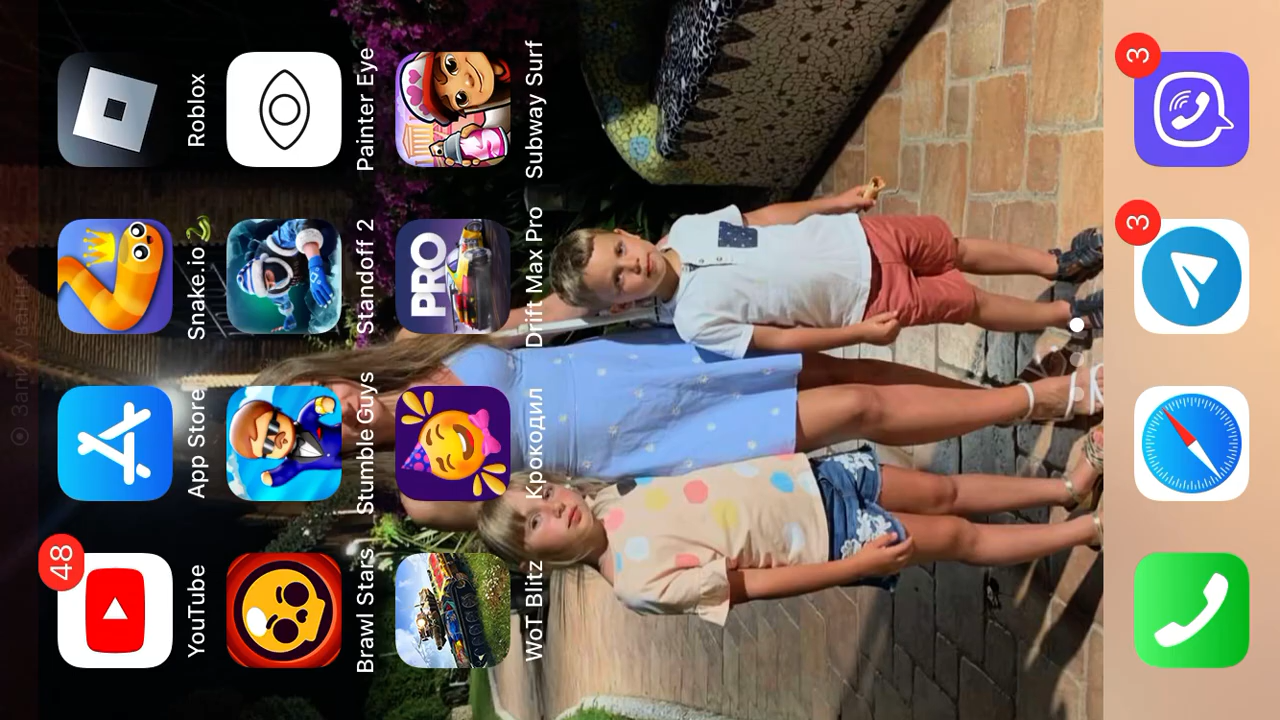 48
YouTube
App Store
Snake.io
Roblox
Brawl Stars
Stumble Guys
Standoff 2
Painter Eye
WoT Blitz
Крокодил
PRO
Drift Max Pro
Subway Surf
3
3